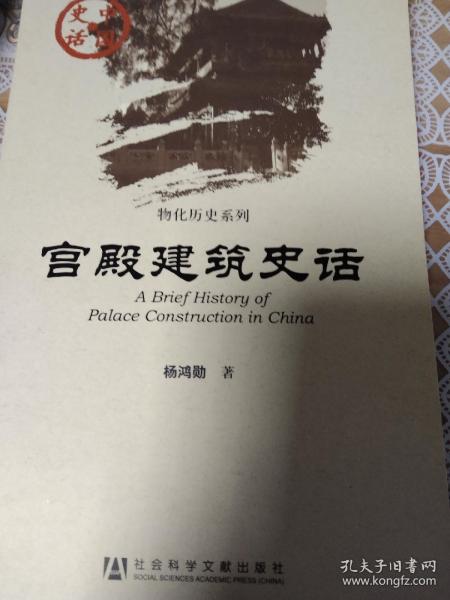 中国
史话
物化历史系列
宫殿建筑史话
A Brief History of
Palace Construction in China
杨鸿勋 著
社会科学文献出版社
SOCIAL SCIENCES ACADEMIC PRESS (CHINA)
孔夫子旧书网
www.kongfz.com